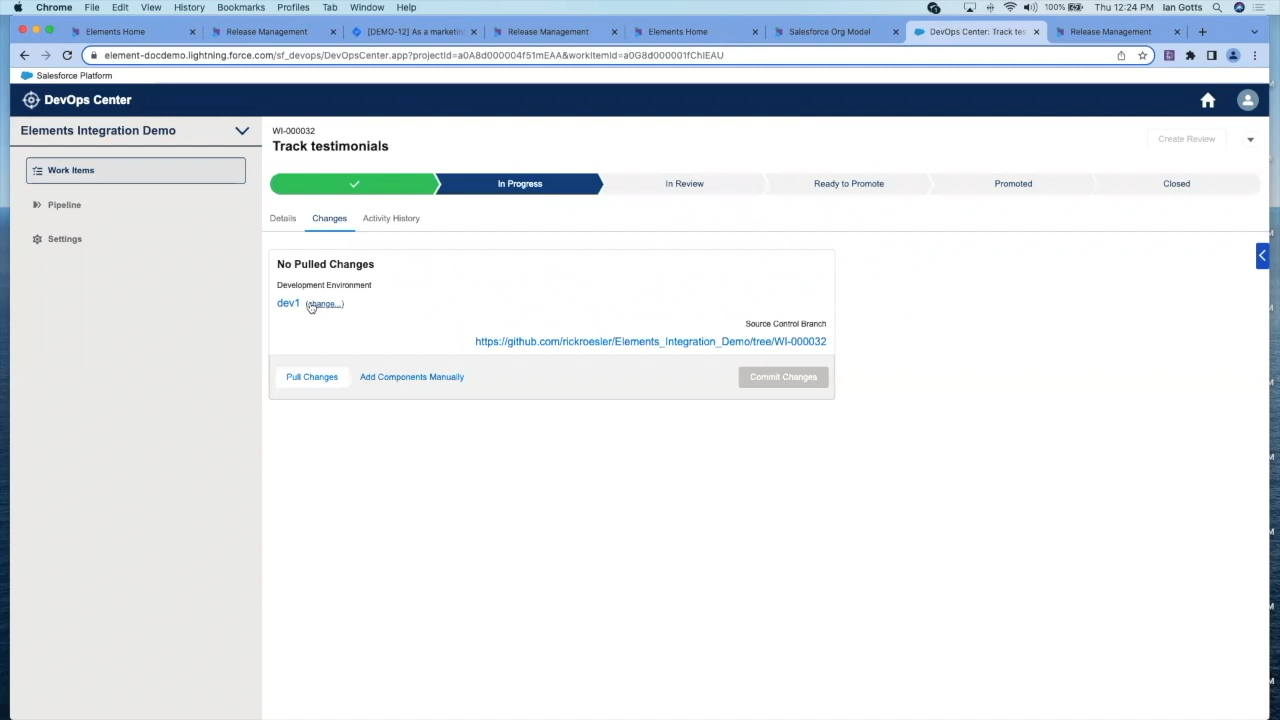 Chrome File Edit View History Bookmarks Profiles Tab Window Help 100% Thu 12:24 PM Ian Gotts
Elements Home Release Management [DEMO-12] As a marketin Release Management Elements Home Salesforce Org Model DevOps Center: Track tes Release Management
element-docdemo.lightning.force.com/sf_devops/DevOpsCenter.app?projectId=a0A8d000004f51mEAA&workItemId=a0G8d000001fChIEAU
Salesforce Platform
DevOps Center
Elements Integration Demo
Work Items
Pipeline
Settings
WI-000032
Track testimonials
Create Review
In Progress In Review Ready to Promote Promoted Closed
Details Changes Activity History
No Pulled Changes
Development Environment
dev1 (change...)
Source Control Branch
https://github.com/rickroesler/Elements_Integration_Demo/tree/WI-000032
Pull Changes Add Components Manually Commit Changes